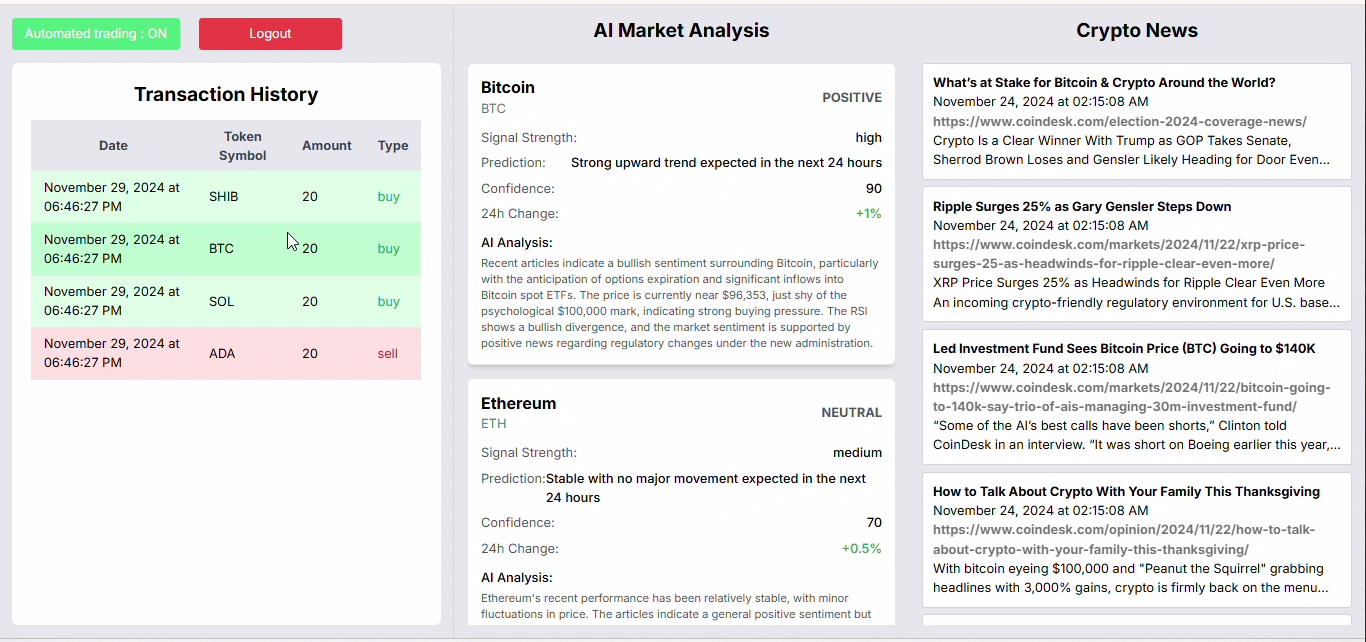 Automated trading : ON
Logout
Transaction History
Date
Token
Symbol
Amount
Type
November 29, 2024 at
06:46:27 PM
SHIB
20
buy
November 29, 2024 at
06:46:27 PM
BTC
20
buy
November 29, 2024 at
06:46:27 PM
SOL
20
buy
November 29, 2024 at
06:46:27 PM
ADA
20
sell
AI Market Analysis
Bitcoin
BTC
POSITIVE
Signal Strength: high
Prediction: Strong upward trend expected in the next 24 hours
Confidence: 90
24h Change: +1%
AI Analysis:
Recent articles indicate a bullish sentiment surrounding Bitcoin, particularly
with the anticipation of options expiration and significant inflows into
Bitcoin spot ETFs. The price is currently near $96,353, just shy of the
psychological $100,000 mark, indicating strong buying pressure. The RSI
shows a bullish divergence, and the market sentiment is supported by
positive news regarding regulatory changes under the new administration.
Ethereum
ETH
NEUTRAL
Signal Strength: medium
Prediction:Stable with no major movement expected in the next
24 hours
Confidence: 70
24h Change: +0.5%
AI Analysis:
Ethereum's recent performance has been relatively stable, with minor
fluctuations in price. The articles indicate a general positive sentiment but
Crypto News
What's at Stake for Bitcoin & Crypto Around the World?
November 24, 2024 at 02:15:08 AM
https://www.coindesk.com/election-2024-coverage-news/
Crypto Is a Clear Winner With Trump as GOP Takes Senate,
Sherrod Brown Loses and Gensler Likely Heading for Door Even...
Ripple Surges 25% as Gary Gensler Steps Down
November 24, 2024 at 02:15:08 AM
https://www.coindesk.com/markets/2024/11/22/xrp-price-
surges-25-as-headwinds-for-ripple-clear-even-more/
XRP Price Surges 25% as Headwinds for Ripple Clear Even More
An incoming crypto-friendly regulatory environment for U.S. base...
Led Investment Fund Sees Bitcoin Price (BTC) Going to $140K
November 24, 2024 at 02:15:08 AM
https://www.coindesk.com/markets/2024/11/22/bitcoin-going-
to-140k-say-trio-of-ais-managing-30m-investment-fund/
“Some of the AI’s best calls have been shorts,” Clinton told
CoinDesk in an interview. “It was short on Boeing earlier this year,...
How to Talk About Crypto With Your Family This Thanksgiving
November 24, 2024 at 02:15:08 AM
https://www.coindesk.com/opinion/2024/11/22/how-to-talk-
about-crypto-with-your-family-this-thanksgiving/
With bitcoin eyeing $100,000 and "Peanut the Squirrel" grabbing
headlines with 3,000% gains, crypto is firmly back on the menu...